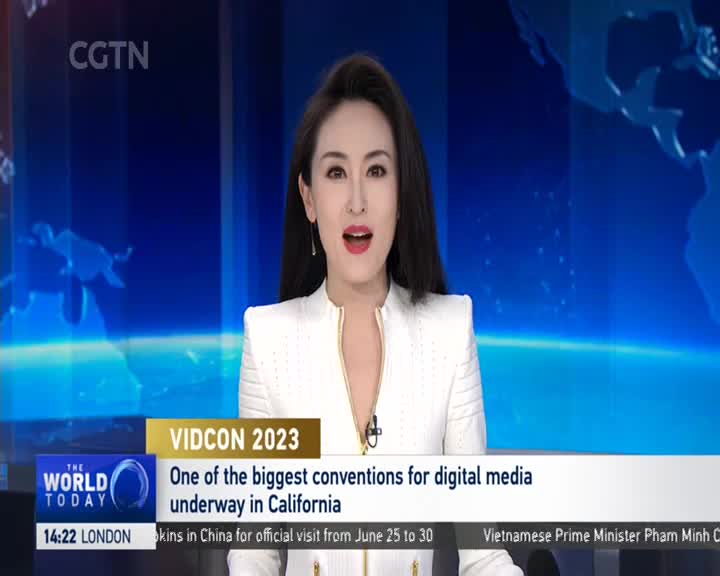 CGTN
VIDCON 2023
THE
WORLD
TODAY
One of the biggest conventions for digital media
underway in California
14:22 LONDON
in China for official visit from June 25 to 30 Vietnamese Prime Minister Pham Minh